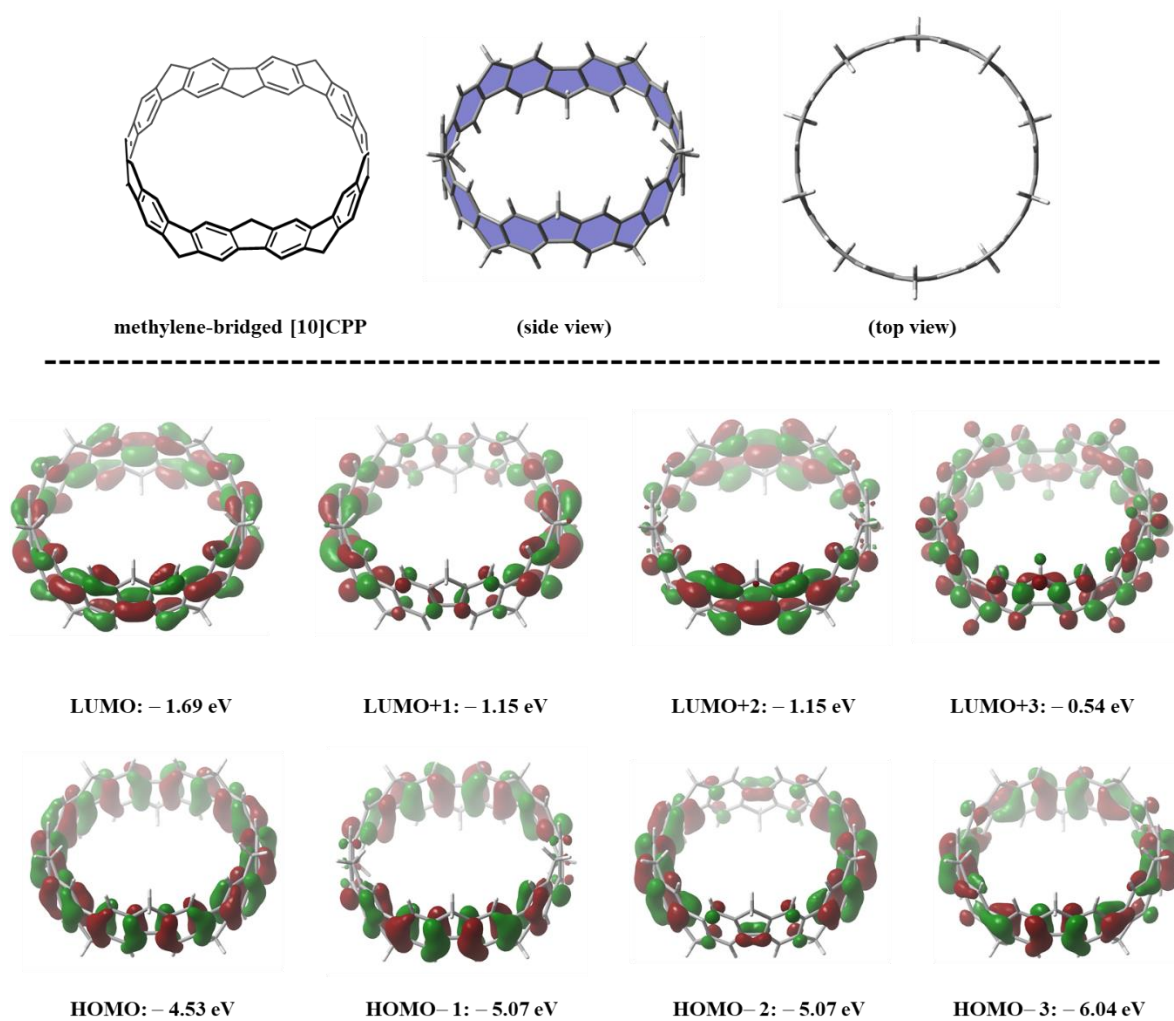 methylene-bridged [10]CPP (side view) (top view)
LUMO: – 1.69 eV LUMO+1: – 1.15 eV LUMO+2: – 1.15 eV LUMO+3: – 0.54 eV
HOMO: – 4.53 eV HOMO– 1: – 5.07 eV HOMO– 2: – 5.07 eV HOMO– 3: – 6.04 eV